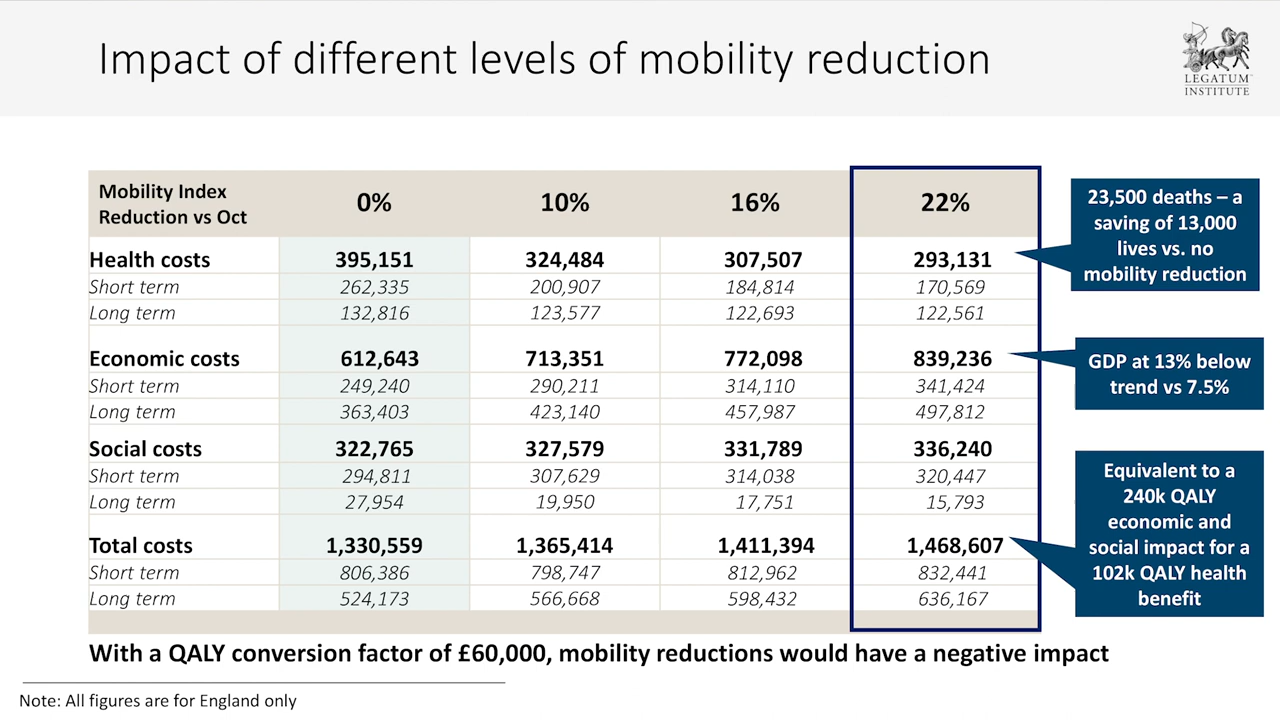 Impact of different levels of mobility reduction
LEGATUM
INSTITUTE
Mobility Index
Reduction vs Oct
0%
10%
16%
22%
Health costs 395,151 324,484 307,507 293,131
Short term 262,335 200,907 184,814 170,569
Long term 132,816 123,577 122,693 122,561
Economic costs 612,643 713,351 772,098 839,236
Short term 249,240 290,211 314,110 341,424
Long term 363,403 423,140 457,987 497,812
Social costs 322,765 327,579 331,789 336,240
Short term 294,811 307,629 314,038 320,447
Long term 27,954 19,950 17,751 15,793
Total costs 1,330,559 1,365,414 1,411,394 1,468,607
Short term 806,386 798,747 812,962 832,441
Long term 524,173 566,668 598,432 636,167
23,500 deaths – a
saving of 13,000
lives vs. no
mobility reduction
GDP at 13% below
trend vs 7.5%
Equivalent to a
240k QALY
economic and
social impact for a
102k QALY health
benefit
With a QALY conversion factor of £60,000, mobility reductions would have a negative impact
Note: All figures are for England only